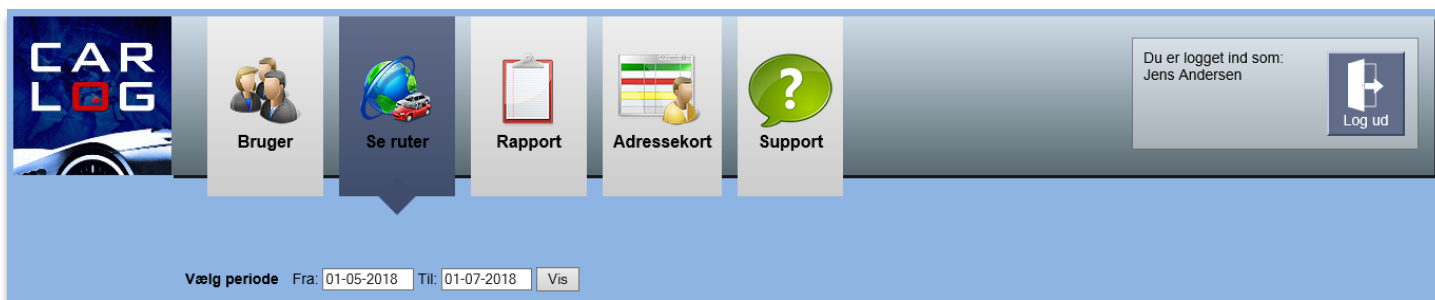 CAR
LOG
Bruger
Se ruter
Rapport
Adressekort
?
Support
Du er logget ind som:
Jens Andersen
Log ud
Vælg periode Fra: 01-05-2018 Til: 01-07-2018 Vis